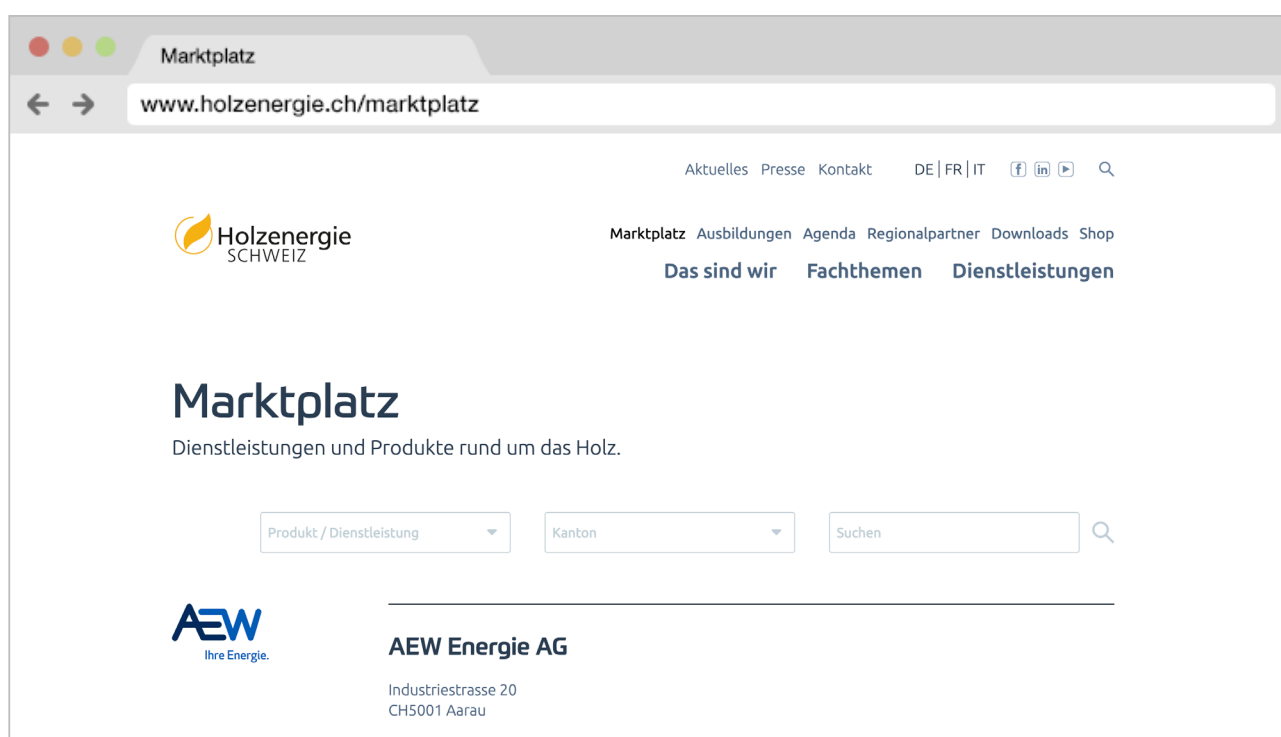 Marktplatz
www.holzenergie.ch/marktplatz
Aktuelles Presse Kontakt DE | FR | IT f in
Holzenergie
SCHWEIZ
Marktplatz Ausbildungen Agenda Regionalpartner Downloads Shop
Das sind wir Fachthemen Dienstleistungen
Marktplatz
Dienstleistungen und Produkte rund um das Holz.
Produkt / Dienstleistung Kanton Suchen
AEW
Ihre Energie.
AEW Energie AG
Industriestrasse 20
CH5001 Aarau